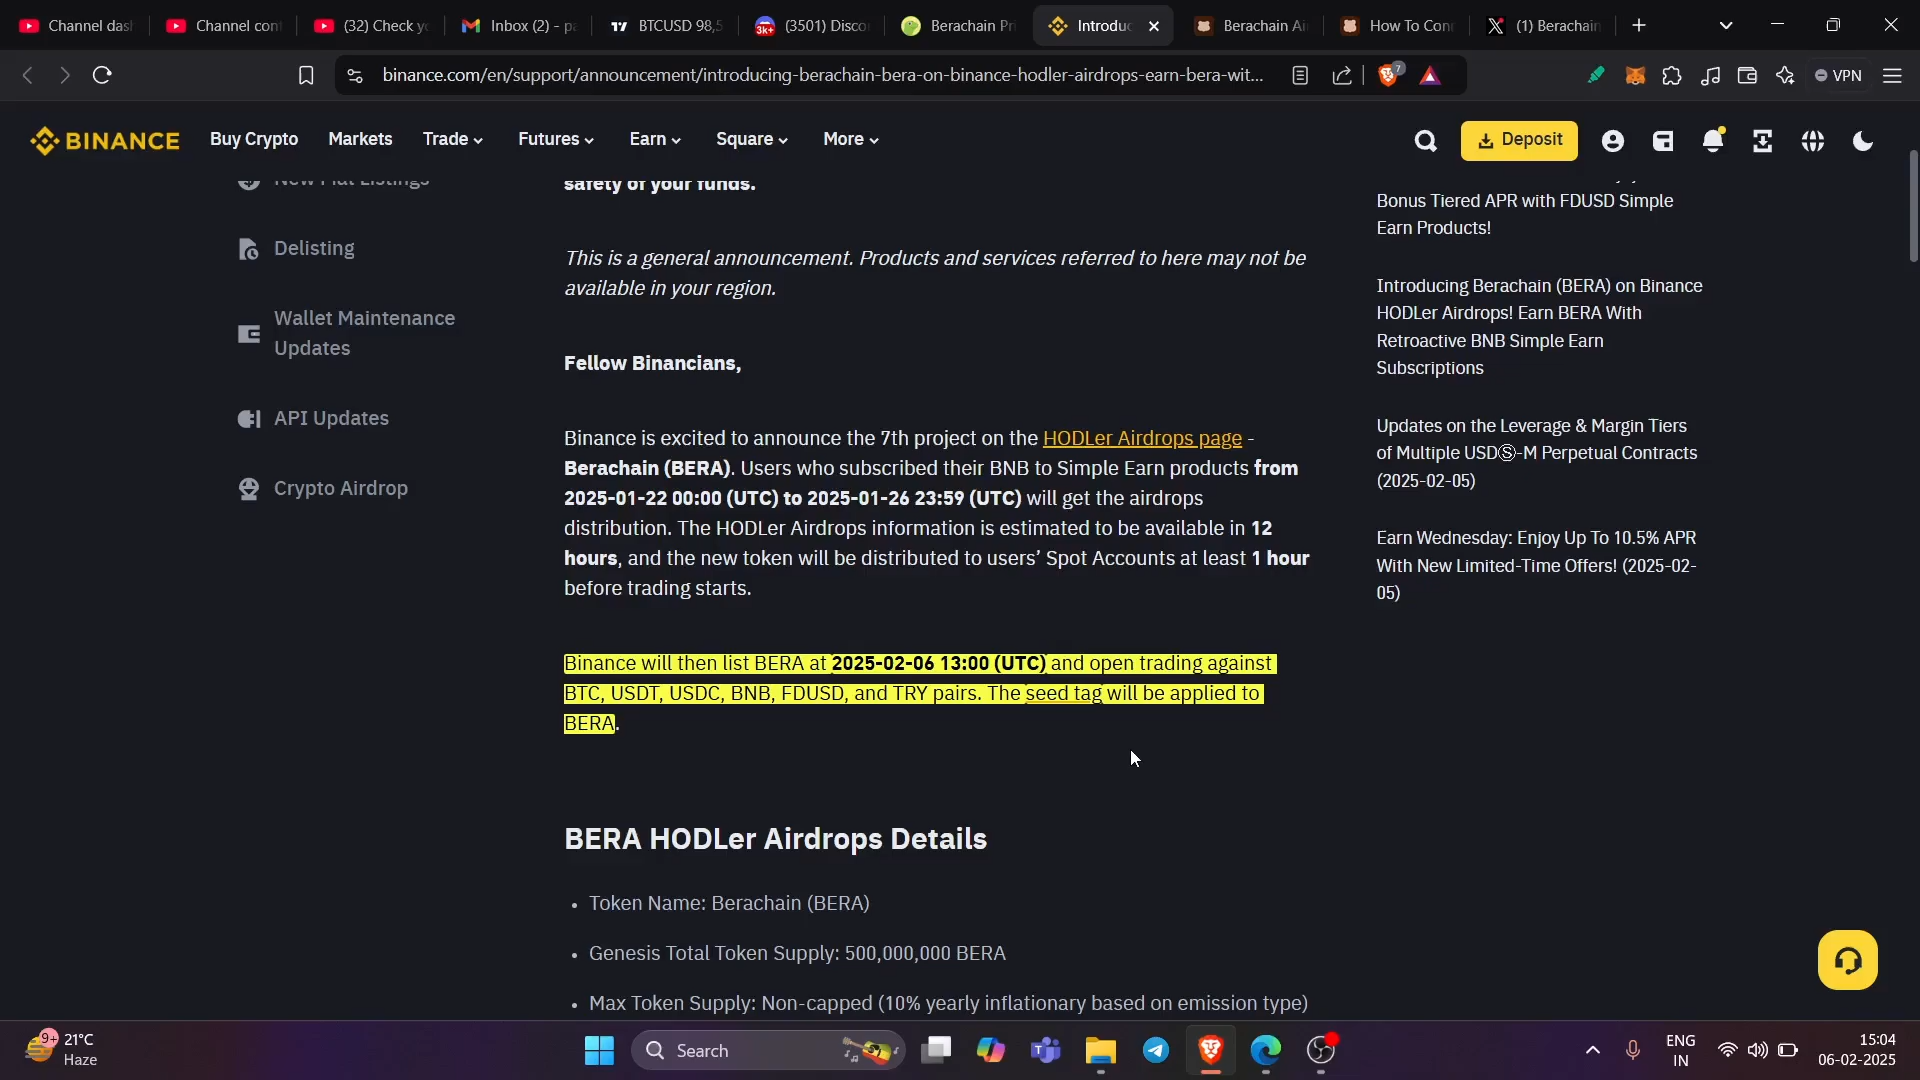 Channel das
Channel con
(32) Check yo
Inbox (2) - pa
BTCUSD 98,5
(3501) Disco
Berachain Pri
Introduc
Berachain Air
How To Con
(1) Berachain
binance.com/en/support/announcement/introducing-berachain-bera-on-binance-hodler-airdrops-earn-bera-wit...
7
VPN
BINANCE
Buy Crypto
Markets
Trade
Futures
Earn
Square
More
Deposit
New Fiat Listings
Delisting
Wallet Maintenance
Updates
API Updates
Crypto Airdrop
safety of your funds.
This is a general announcement. Products and services referred to here may not be
available in your region.
Fellow Binancians,
Binance is excited to announce the 7th project on the HODLer Airdrops page -
Berachain (BERA). Users who subscribed their BNB to Simple Earn products from
2025-01-22 00:00 (UTC) to 2025-01-26 23:59 (UTC) will get the airdrops
distribution. The HODLer Airdrops information is estimated to be available in 12
hours, and the new token will be distributed to users’ Spot Accounts at least 1 hour
before trading starts.
Binance will then list BERA at 2025-02-06 13:00 (UTC) and open trading against
BTC, USDT, USDC, BNB, FDUSD, and TRY pairs. The seed tag will be applied to
BERA.
BERA HODLer Airdrops Details
• Token Name: Berachain (BERA)
• Genesis Total Token Supply: 500,000,000 BERA
• Max Token Supply: Non-capped (10% yearly inflationary based on emission type)
Bonus Tiered APR with FDUSD Simple
Earn Products!
Introducing Berachain (BERA) on Binance
HODLer Airdrops! Earn BERA With
Retroactive BNB Simple Earn
Subscriptions
Updates on the Leverage & Margin Tiers
of Multiple USDⓈ-M Perpetual Contracts
(2025-02-05)
Earn Wednesday: Enjoy Up To 10.5% APR
With New Limited-Time Offers! (2025-02-
05)
9+
21°C
Haze
Search
ENG
IN
15:04
06-02-2025